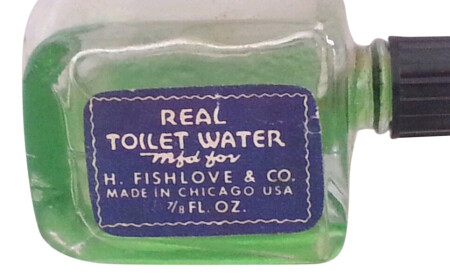 REAL
TOILET WATER
Mfd for
H. FISHLOVE & CO.
MADE IN CHICAGO USA
7/8 FL. OZ.